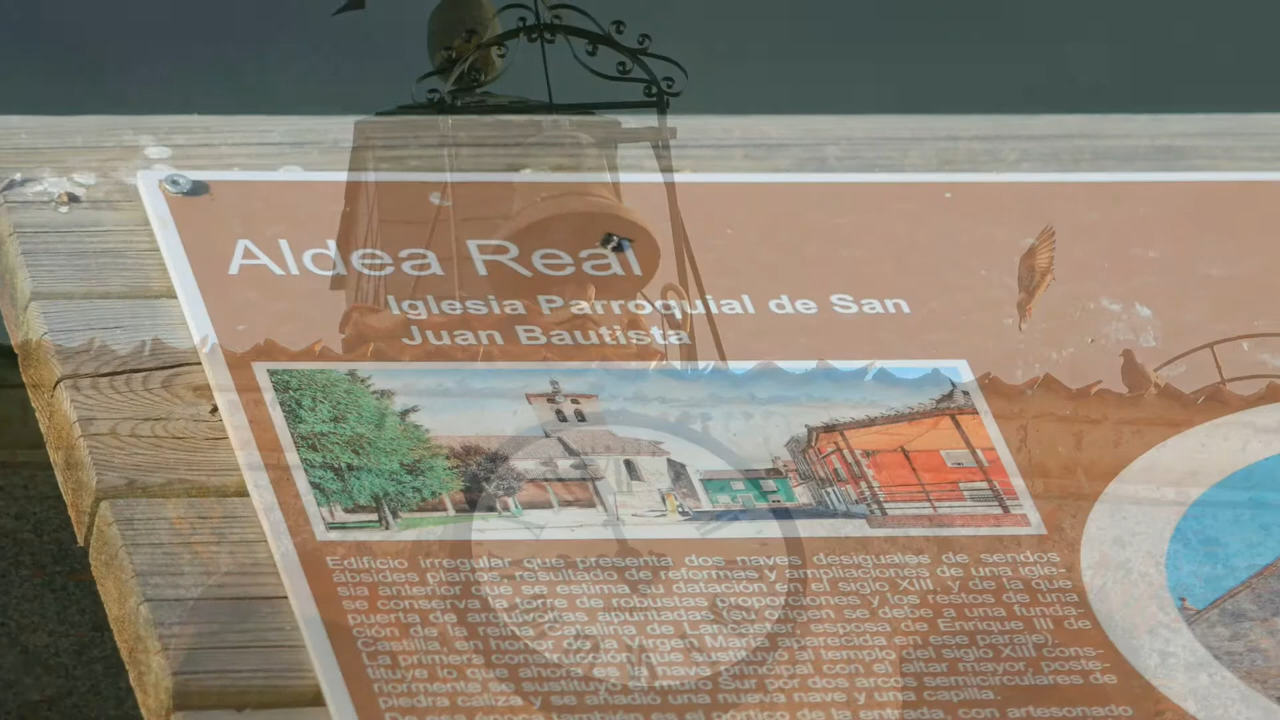 Aldea Real
Iglesia Parroquial de San
Juan Bautista
Edificio irregular que presenta dos naves desiguales de sendos
ábsides planos, resultado de reformas y ampliaciones de una igle-
sia anterior que se estima su datación en el siglo XIII, y de la que
se conserva la torre de robustas proporciones y los restos de una
puerta de arquivoltas apuntadas (su origen se debe a una funda-
ción de la reina Catalina de Lancaster, esposa de Enrique III de
Castilla, en honor de la Virgen María aparecida en ese paraje).
La primera construcción que sustituyó al templo del siglo XIII cons-
tituye lo que ahora es la nave principal con el altar mayor, poste-
riormente se sustituyó el muro Sur por dos arcos semicirculares de
piedra caliza y se añadió una nueva nave y una capilla.
De esa época también es el pórtico de la entrada, con artesonado